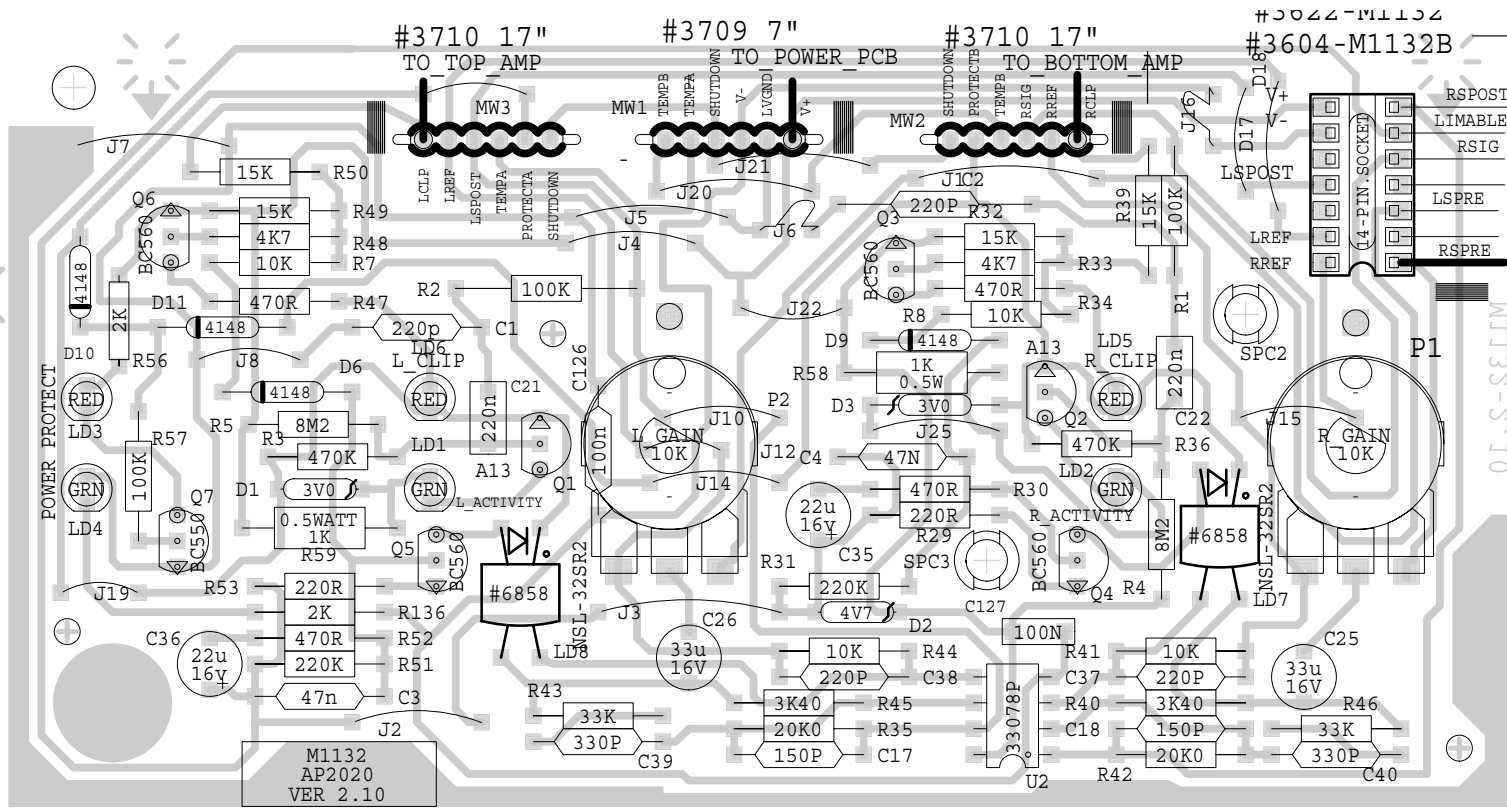 #3710 17"
TO_TOP_AMP
#3709 7"
TO_POWER_PCB
#3710 17"
TO_BOTTOM_AMP
#3622-M1132
#3604-M1132B
MW3
MW1
MW2
TEMPB
TEMPA
SHUTDOWN
V-
LVGND
V+
SHUTDOWN
PROTECTB
TEMPB
RSIG
RREF
RCLP
LCLP
LREF
LSPOST
TEMPA
PROTECTA
SHUTDOWN
J16
D18
D17
V+
V-
LSPOST
LREF
RREF
14-PIN.SOCKET
RSPOST
LIMABLE
RSIG
LSPRE
RSPRE
J7
15K
R50
Q6
BC560
15K
R49
4K7
R48
10K
R7
470R
R47
4148
D10
2K
R56
D11
4148
J8
D6
4148
220p
C1
R2
100K
J21
J20
J5
J4
J6
J22
J1
C2
220P
Q3
BC560
R32
15K
4K7
R33
470R
R34
R8
10K
R39
15K
100K
R1
SPC2
P1
M1132-S-2.10
POWER PROTECT
RED
LD3
GRN
LD4
R57
100K
Q7
BC550
R5
8M2
R3
470K
D1
3V0
0.5WATT
1K
R59
LD6
L_CLIP
RED
LD1
GRN
L_ACTIVITY
C21
220n
A13
Q1
C126
100n
P2
L_GAIN
10K
J10
J12
J14
D9
4148
R58
1K
0.5W
D3
3V0
J25
C4
47N
A13
Q2
LD5
R_CLIP
RED
220n
C22
470K
R36
LD2
GRN
R_ACTIVITY
J15
R_GAIN
10K
470R
R30
220R
R29
22u
16v
C35
R31
220K
4V7
D2
SPC3
BC560
Q4
8M2
R4
#6858
NSL-32SR2
LD7
Q5
BC560
#6858
NSL-32SR2
LD8
J19
R53
220R
2K
R136
470R
R52
220K
R51
47n
C3
C36
22u
16v
J2
J3
C26
33u
16V
C127
100N
10K
R44
220P
C38
3K40
R45
20K0
R35
150P
C17
33078P
U2
R41
10K
C37
220P
R40
3K40
C18
150P
R42
20K0
C25
33u
16V
R46
33K
330P
C40
R43
33K
330P
C39
M1132
AP2020
VER 2.10